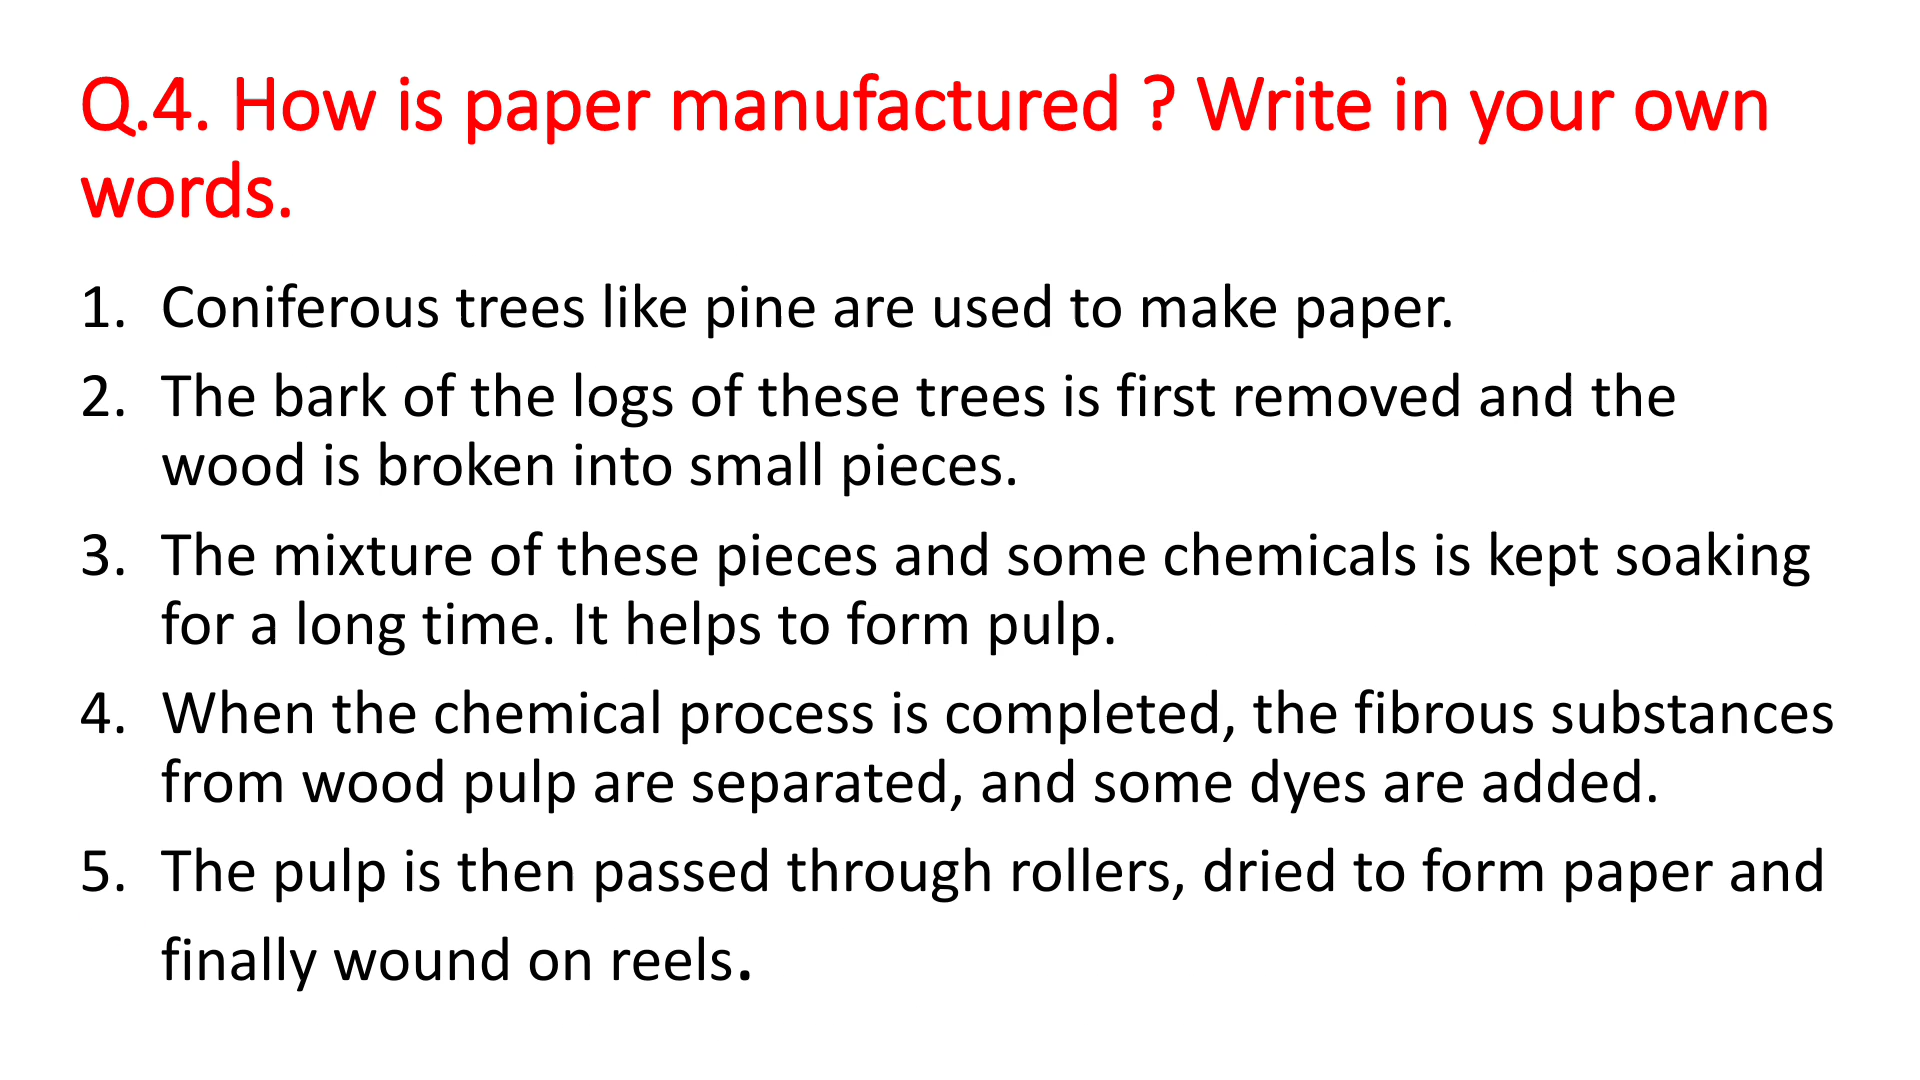 Q.4. How is paper manufactured ? Write in your own
words.
1. Coniferous trees like pine are used to make paper.
2. The bark of the logs of these trees is first removed and the
wood is broken into small pieces.
3. The mixture of these pieces and some chemicals is kept soaking
for a long time. It helps to form pulp.
4. When the chemical process is completed, the fibrous substances
from wood pulp are separated, and some dyes are added.
5. The pulp is then passed through rollers, dried to form paper and
finally wound on reels.